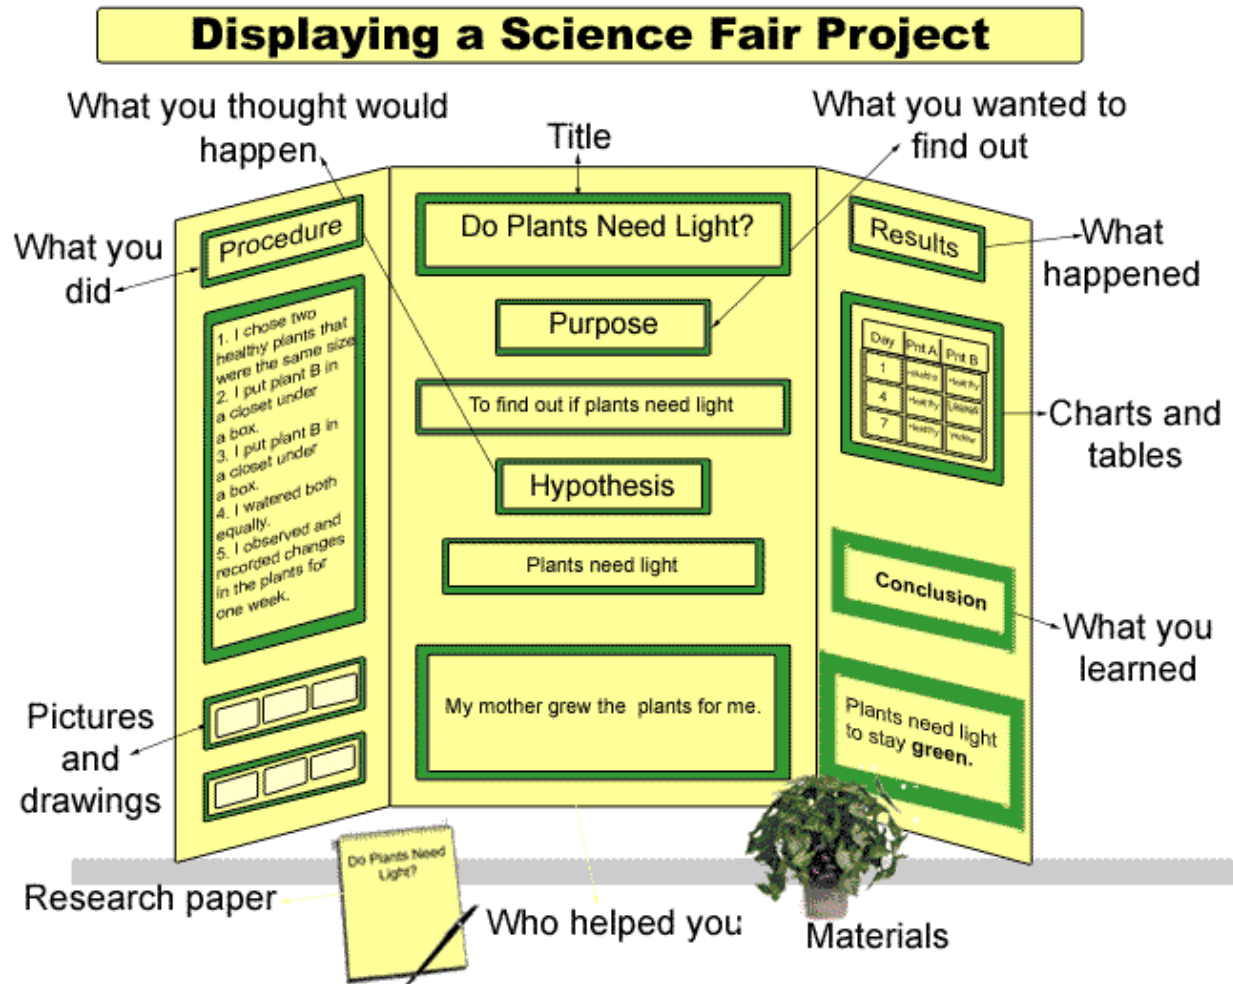 Displaying a Science Fair Project
What you thought would
happen
Title
What you wanted to
find out
What you
did
Procedure
1. I chose two
healthy plants that
were the same size
2. I put plant B in
a closet under
a box.
3. I put plant B in
a closet under
a box.
4. I watered both
equally.
5. I observed and
recorded changes
in the plants for
one week.
Pictures
and
drawings
Do Plants Need Light?
Purpose
To find out if plants need light
Hypothesis
Plants need light
My mother grew the plants for me.
Results
What
happened
Day Pnt A Pnt B
1 Healthy
4 Healthy
7 Healthy Yellow
Charts and
tables
Conclusion
What you
learned
Plants need light
to stay green.
Research paper
Do Plants Need
Light?
Who helped you
Materials